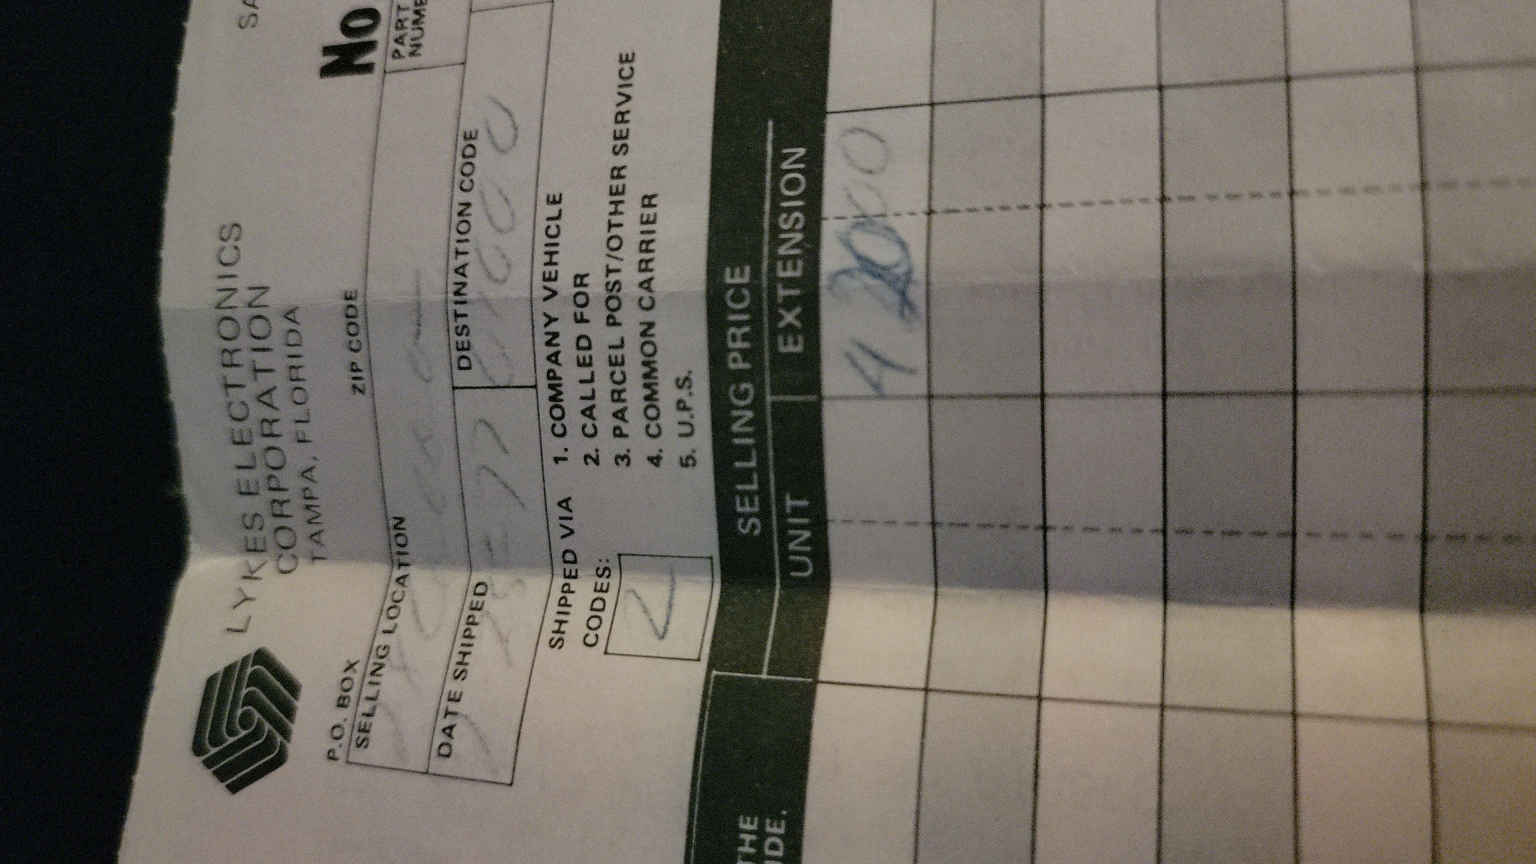 LYKES ELECTRONICS
CORPORATION
TAMPA, FLORIDA
SA
P.O. BOX
ZIP CODE
No
SELLING LOCATION
PART
NUMB
DATE SHIPPED
DESTINATION CODE
SHIPPED VIA
CODES:
1. COMPANY VEHICLE
2. CALLED FOR
3. PARCEL POST/OTHER SERVICE
4. COMMON CARRIER
5. U.P.S.
2
THE
IDE.
SELLING PRICE
UNIT
EXTENSION